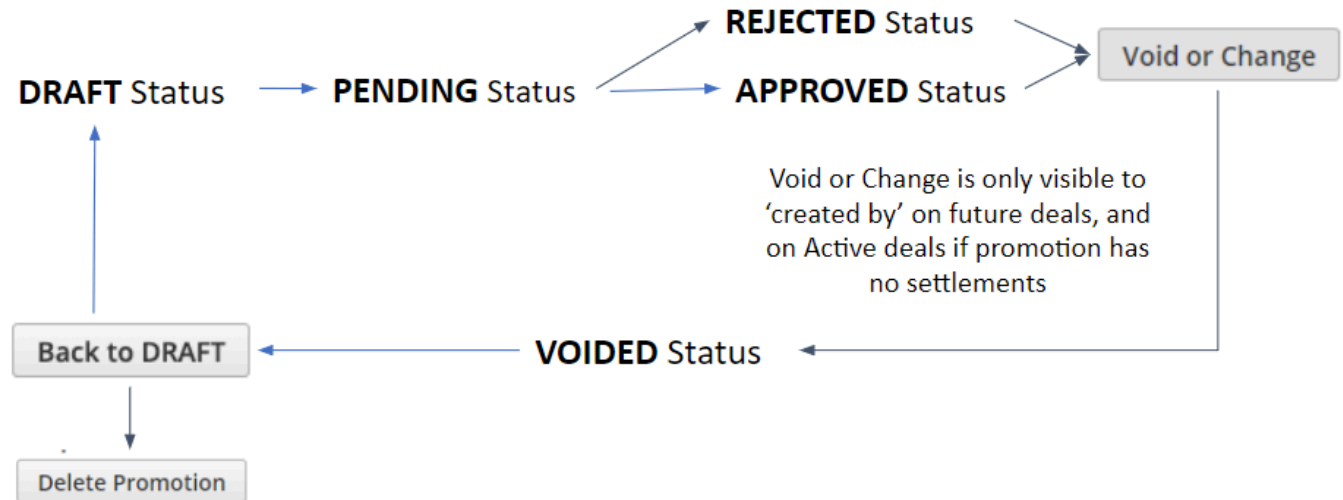 REJECTED Status
Void or Change
DRAFT Status
PENDING Status
APPROVED Status
Void or Change is only visible to
‘created by’ on future deals, and
on Active deals if promotion has
no settlements
Back to DRAFT
VOIDED Status
Delete Promotion